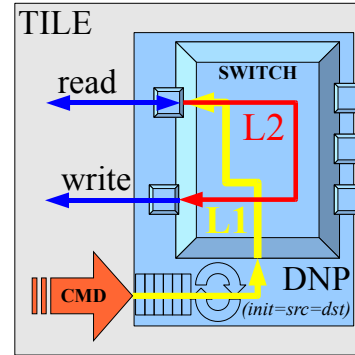 TILE
SWITCH
read
L2
write
L1
CMD
DNP
(init=src=dst)